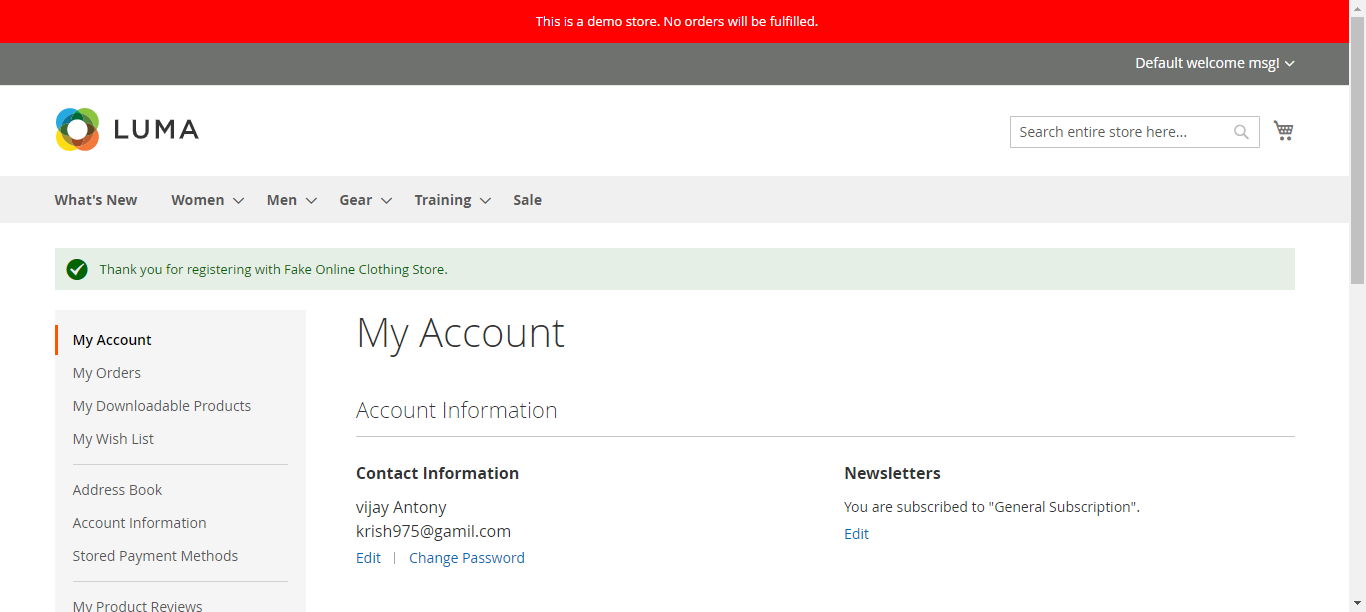 This is a demo store. No orders will be fulfilled.
Default welcome msg!
LUMA
Search entire store here...
What's New Women Men Gear Training Sale
Thank you for registering with Fake Online Clothing Store.
My Account
My Orders
My Downloadable Products
My Wish List
Address Book
Account Information
Stored Payment Methods
My Product Reviews
My Account
Account Information
Contact Information
vijay Antony
krish975@gamil.com
Edit | Change Password
Newsletters
You are subscribed to "General Subscription".
Edit